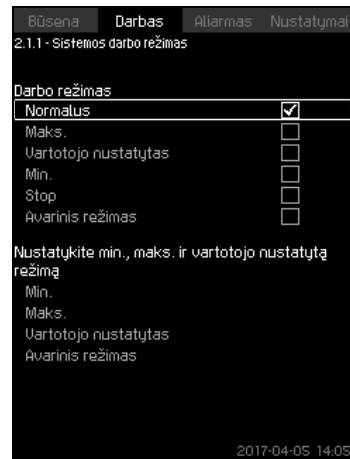 Būsena Darbas Aliarmas Nustatymai
2.1.1 - Sistemos darbo režimas
Darbo režimas
Normalus
Maks.
Vartotojo nustatytas
Min.
Stop
Avarinis režimas
Nustatykite min., maks. ir vartotojo nustatytą
režimą
Min.
Maks.
Vartotojo nustatytas
Avarinis režimas
2017-04-05 14:05